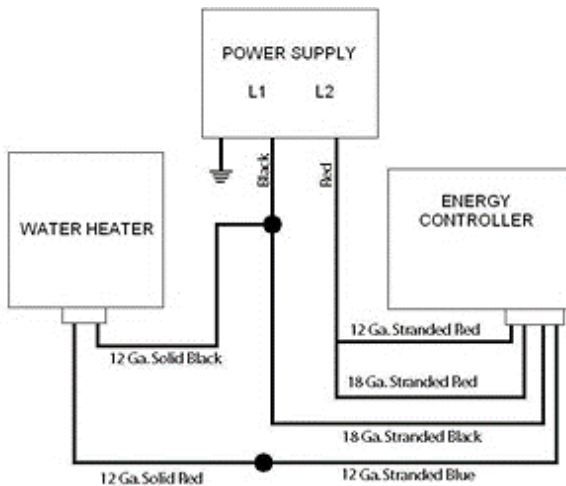 POWER SUPPLY
L1 L2
Black
Red
WATER HEATER
ENERGY
CONTROLLER
12 Ga. Stranded Red
12 Ga. Solid Black
18 Ga. Stranded Red
18 Ga. Stranded Black
12 Ga. Solid Red
12 Ga. Stranded Blue